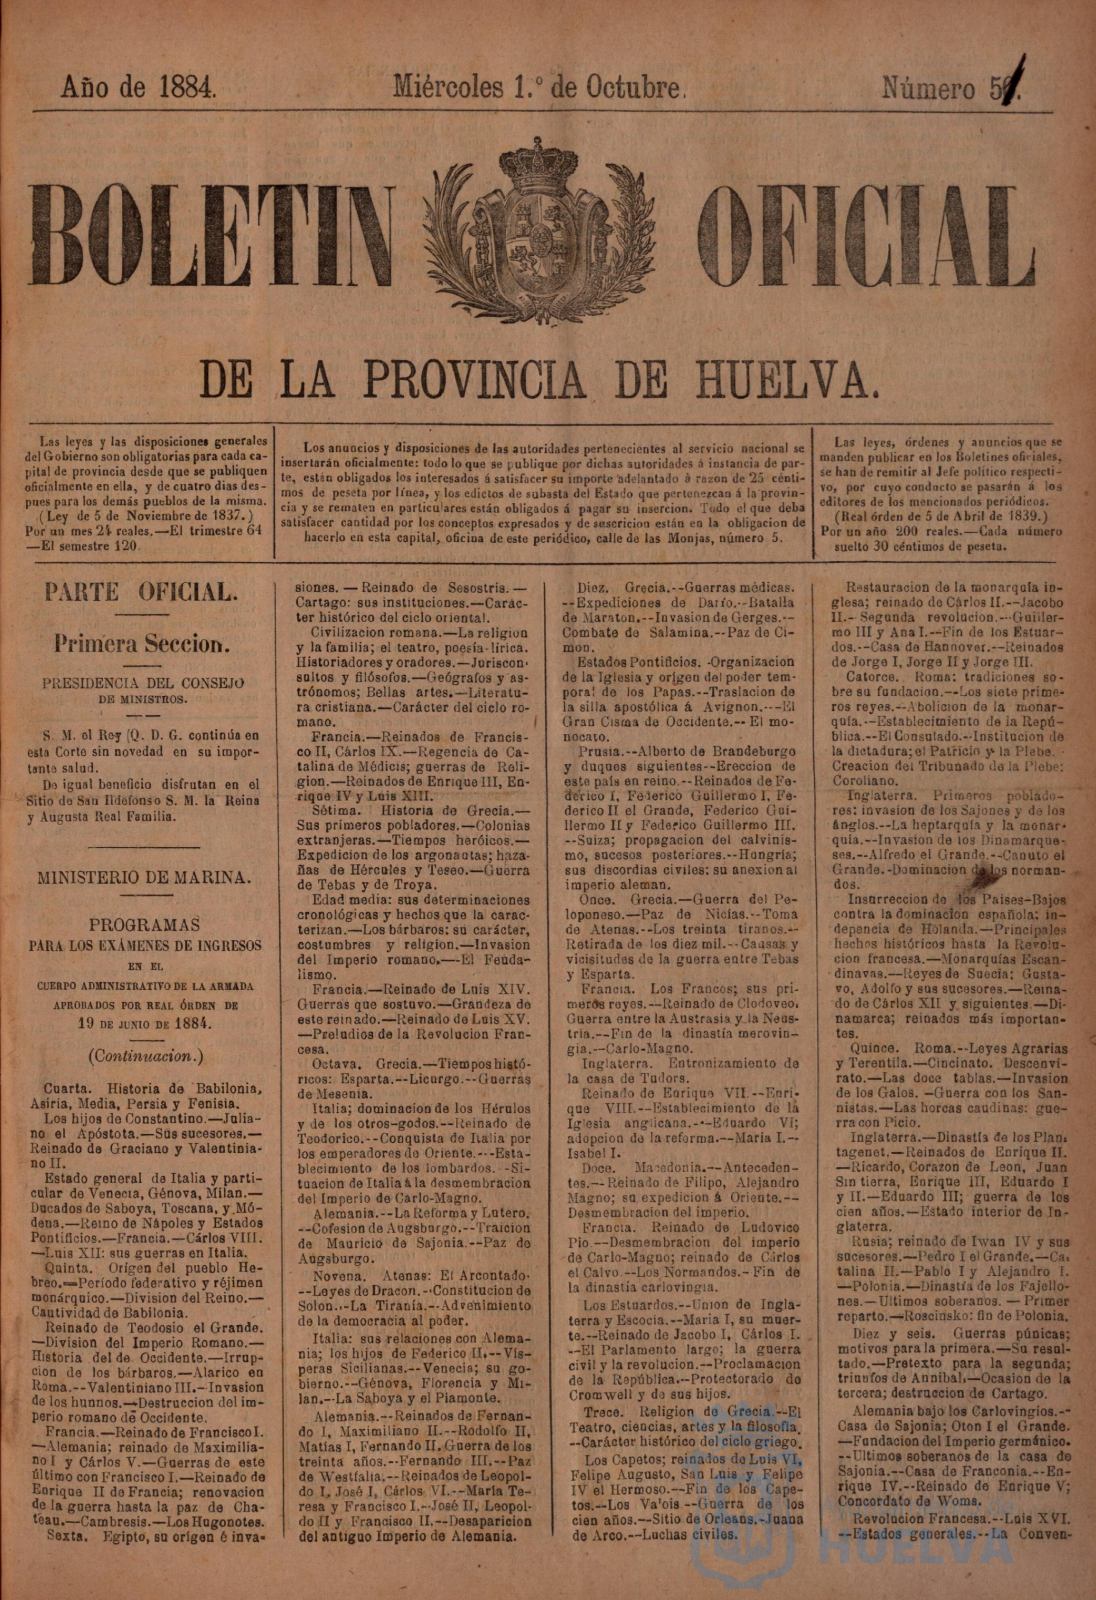 Año de 1884.
Miércoles 1.º de Octubre.
Número
BOLETIN OFICIAL
DE LA PROVINCIA DE HUELVA.
Las leyes y las disposiciones generales
del Gobierno son obligatorias para cada ca-
pital de provincia desde que se publiquen
oficialmente en ella, y de cuatro dias des-
pues para los demás pueblos de la misma.
(Ley de 5 de Noviembre de 1837.)
Por un mes 24 reales.—El trimestre 64
—El semestre 120.
Los anuncios y disposiciones de las autoridades pertenecientes al servicio nacional se
insertarán oficialmente: todo lo que se publique por dichas autoridades á instancia de par-
te, están obligados los interesados á satisfacer su importe adelantado á razon de 25 cénti-
mos de peseta por línea, y los edictos de subasta del Estado que pertenezcan á la provin-
cia y se rematen en particulares están obligados á pagar su insercion. Todo el que deba
satisfacer cantidad por los conceptos expresados y de suscricion están en la obligacion de
hacerlo en esta capital, oficina de este periódico, calle de las Monjas, número 5.
Las leyes, órdenes y anuncios que se
manden publicar en los Boletines oficiales,
se han de remitir al Jefe político respecti-
vo, por cuyo conducto se pasarán á los
editores de los mencionados periódicos.
(Real órden de 5 de Abril de 1839.)
Por un año 200 reales.—Cada número
suelto 30 céntimos de peseta.
PARTE OFICIAL.
Primera Seccion.
PRESIDENCIA DEL CONSEJO
DE MINISTROS.
S. M. el Rey (Q. D. G. continúa en
esta Corte sin novedad en su impor-
tante salud.
De igual beneficio disfrutan en el
Sitio de San Ildefonso S. M. la Reina
y Augusta Real Familia.
MINISTERIO DE MARINA.
PROGRAMAS
PARA LOS EXÁMENES DE INGRESOS
EN EL
CUERPO ADMINISTRATIVO DE LA ARMADA
APROBADOS POR REAL ÓRDEN DE
19 DE JUNIO DE 1884.
(Continuacion.)
Cuarta. Historia de Babilonia,
Asiria, Media, Persia y Fenisia.
Los hijos de Constantino.—Julia-
no el Apóstota.—Sus sucesores.—
Reinado de Graciano y Valentinia-
no II.
Estado general de Italia y parti-
cular de Venecia, Génova, Milan.—
Ducados de Saboya, Toscana, y Mó-
dena.—Reino de Nápoles y Estados
Pontificios.—Francia.—Cárlos VIII.
—Luis XII: sus guerras en Italia.
Quinta. Orígen del pueblo He-
breo.—Período federativo y réjimen
monárquico.—Division del Reino.—
Cautividad de Babilonia.
Reinado de Teodosio el Grande.
—Division del Imperio Romano.—
Historia del de Occidente.—Irrup-
cion de los bárbaros.—Alarico en
Roma.--Valentiniano III.-Invasion
de los hunnos.—Destruccion del im-
perio romano de Occidente.
Francia.—Reinado de Francisco I.
—Alemania; reinado de Maximilia-
no I y Cárlos V.—Guerras de este
último con Francisco I.—Reinado de
Enrique II de Francia; renovacion
de la guerra hasta la paz de Cha-
teau.—Cambresis.—Los Hugonotes.
Sexta. Egipto, su orígen é inva-
siones. — Reinado de Sesostris. —
Cartago: sus instituciones.—Carác-
ter histórico del ciclo oriental.
Civilizacion romana.—La religion
y la familia; el teatro, poesía-lírica.
Historiadores y oradores.—Juriscon-
sultos y filósofos.—Geógrafos y as-
trónomos; Bellas artes.—Literatu-
ra cristiana.—Carácter del ciclo ro-
mano.
Francia.—Reinados de Francis-
co II, Cárlos IX.—Regencia de Ca-
talina de Médicis; guerras de Reli-
gion.—Reinados de Enrique III, En-
rique IV y Luis XIII.
Sétima. Historia de Grecia.—
Sus primeros pobladores.—Colonias
extranjeras.—Tiempos heróicos.—
Expedicion de los argonautas; haza-
ñas de Hércules y Teseo.—Guerra
de Tebas y de Troya.
Edad media: sus determinaciones
cronológicas y hechos que la carac-
terizan.—Los bárbaros: su carácter,
costumbres y religion.—Invasion
del Imperio romano.—-El Feuda-
lismo.
Francia.—Reinado de Luis XIV.
Guerras que sostuvo.—Grandeza de
este reinado.—Reinado de Luis XV.
—Preludios de la Revolucion Fran-
cesa.
Octava. Grecia.—Tiempos histó-
ricos: Esparta.--Licurgo.--Guerras
de Mesenia.
Italia; dominacion de los Hérulos
y de los otros-godos.--Reinado de
Teodorico.--Conquista de Italia por
los emperadores de Oriente.--Esta-
blecimiento de los lombardos.--Si-
tuacion de Italia á la desmembracion
del Imperio de Carlo-Magno.
Alemania.--La Reforma y Lutero.
--Cofesion de Augsburgo.--Traicion
de Mauricio de Sajonia.--Paz de
Augsburgo.
Novena. Atenas: El Arcontado.
--Leyes de Dracon.--Constitucion de
Solon.--La Tiranía.--Advenimiento
de la democracia al poder.
Italia: sus relaciones con Alema-
nia; los hijos de Federico II.--Vís-
peras Sicilianas.--Venecia; su go-
bierno.--Génova, Florencia y Mi-
lan.--La Saboya y el Piamonte.
Alemania.--Reinados de Fernan-
do I, Maximiliano II.--Rodolfo II,
Matías I, Fernando II. Guerra de los
treinta años.--Fernando III.--Paz
de Westfalia.--Reinados de Leopol-
do I, José I, Cárlos VI.--María Te-
resa y Francisco I.-José II, Leopol-
do II y Francisco II.--Desaparicion
del antiguo Imperio de Alemania.
Diez. Grecia.--Guerras médicas.
--Expediciones de Darío.--Batalla
de Maraton.--Invasion de Gerges.--
Combate de Salamina.--Paz de Ci-
mon.
Estados Pontificios. -Organizacion
de la Iglesia y orígen del poder tem-
poral de los Papas.--Traslacion de
la silla apostólica á Avignon.---El
Gran Cisma de Occidente.-- El mo-
nocato.
Prusia.--Alberto de Brandeburgo
y duques siguientes--Ereccion de
este país en reino.--Reinados de Fe-
derico I, Federico Guillermo I, Fe-
derico II el Grande, Federico Gui-
llermo II y Federico Guillermo III.
--Suiza; propagacion del calvinis-
mo, sucesos posteriores.--Hungría;
sus discordias civiles: su anexion al
imperio aleman.
Once. Grecia.—Guerra del Pe-
loponeso.—Paz de Nicías.--Toma
de Atenas.--Los treinta tiranos.--
Retirada de los diez mil.--Causas y
vicisitudes de la guerra entre Tebas
y Esparta.
Francia. Los Francos; sus pri-
meros reyes.--Reinado de Clodoveo.
Guerra entre la Austrasia y la Neus-
tria.--Fin de la dinastía merovin-
gia.--Carlo-Magno.
Inglaterra. Entronizamiento de
la casa de Tudors.
Reinado de Enrique VII.--Enri-
que VIII.--Establecimiento de la
Iglesia anglicana.--Eduardo VI;
adopcion de la reforma.--María I.--
Isabel I.
Doce. Macedonia.--Anteceden-
tes.--Reinado de Filipo, Alejandro
Magno; su expedicion á Oriente.--
Desmembracion del imperio.
Francia. Reinado de Ludovico
Pio.--Desmembracion del imperio
de Carlo-Magno; reinado de Cárlos
el Calvo --Los Normandos.- Fin de
la dinastía carlovingia.
Los Estuardos.--Union de Ingla-
terra y Escocia.--María I, su muer-
te.--Reinado de Jacobo I, Cárlos I.
--El Parlamento largo; la guerra
civil y la revolucion.--Proclamacion
de la República.--Protectorado de
Cromwell y de sus hijos.
Trece. Religion de Grecia.--El
Teatro, ciencias, artes y la filosofía.
--Carácter histórico del ciclo griego.
Los Capetos; reinados de Luis VI,
Felipe Augusto, San Luis y Felipe
IV el Hermoso.--Fin de los Cape-
tos.--Los Va'ois.--Guerra de los
cien años.--Sitio de Orleans.-Juana
de Arco.--Luchas civiles.
Restauracion de la monarquía in-
glesa; reinado de Cárlos II.--Jacobo
II.- Segunda revolucion.--Guiller-
mo III y Ana I.--Fin de los Estuar-
dos.--Casa de Hannover.--Reinados
de Jorge I, Jorge II y Jorge III.
Catorce. Roma: tradiciones so-
bre su fundacion.--Los siete prime-
ros reyes.--Abolicion de la monar-
quía.--Establecimiento de la Repú-
blica.--El Consulado.--Institucion de
la dictadura; el Patricio y la Plebe.
Creacion del Tribunado de la Plebe;
Coroliano.
Inglaterra. Primeros poblado-
res; invasion de los Sajones y de los
ánglos.--La heptarquía y la monar-
quía.--Invasion de los Dinamarque-
ses.--Alfredo el Grande.--Canuto el
Grande.-Dominacion de los norman-
dos.
Insurreccion de los Paises-Bajos
contra la dominacion española; in-
depencia de Holanda.—Principales
hechos históricos hasta la Revolu-
cion francesa.—Monarquías Escan-
dinavas.—Reyes de Suecia; Gusta-
vo, Adolfo y sus sucesores.—Reina-
do de Cárlos XII y siguientes.—Di-
namarca; reinados más importan-
tes.
Quince. Roma.--Leyes Agrarias
y Terentila.—Cincinato. Descenvi-
rato.—Las doce tablas.—Invasion
de los Galos. —Guerra con los San-
nistas.—Las horcas caudinas: gue-
rra con Picio.
Inglaterra.—Dinastía de los Plan-
tagenet.—Reinados de Enrique II.
—Ricardo, Corazon de Leon, Juan
Sin tierra, Enrique III, Eduardo I
y II.—Eduardo III; guerra de los
cien años.—Estado interior de In-
glaterra.
Rusia; reinado de Iwan IV y sus
sucesores.—Pedro I el Grande.—Ca-
talina II.—Pablo I y Alejandro I.
—Polonia.—Dinastía de los Fajello-
nes.—Ultimos soberanos. — Primer
reparto.—Roscinsko: fin de Polonia.
Diez y seis. Guerras púnicas;
motivos para la primera.—Su resul-
tado.—Pretexto para la segunda;
triunfos de Annibal.—Ocasion de la
tercera; destruccion de Cartago.
Alemania bajo los Carlovingios.--
Casa de Sajonia; Oton I el Grande.
—Fundacion del Imperio germánico.
--Ultimos soberanos de la casa de
Sajonia.--Casa de Franconia.--En-
rique IV.--Reinado de Enrique V;
Concordato de Woms.
Revolucion Francesa.--Luis XVI.
--Estados generales.--La Conven-
HUELVA